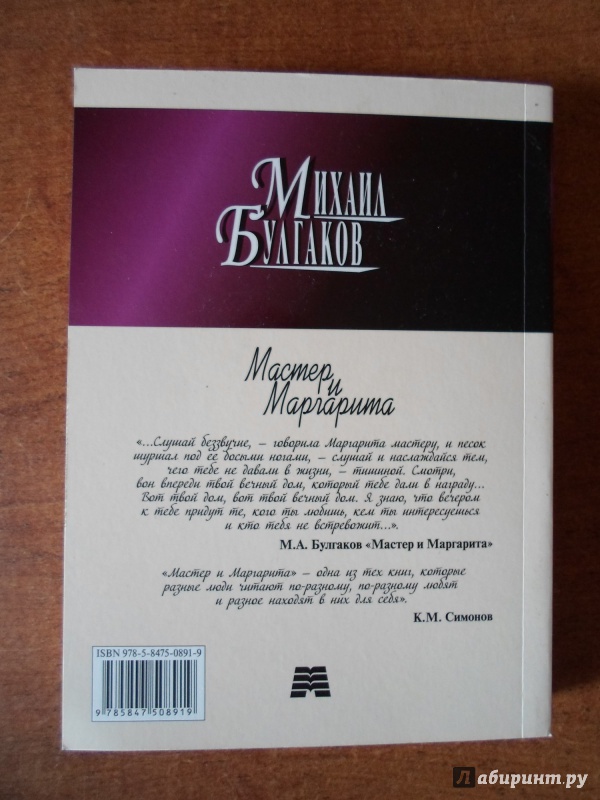 Михаил
Булгаков
Мастер
и
Маргарита
«...Слушай беззвучие, – говорила Маргарита мастеру, и песок
шуршал под ее босыми ногами, – слушай и наслаждайся тем,
чего тебе не давали в жизни, – тишиной. Смотри,
вон впереди твой вечный дом, который тебе дали в награду...
Вот твой дом, вот твой вечный дом. Я знаю, что вечером
к тебе придут те, кого ты любишь, кем ты интересуешься
и кто тебя не встревожит...».
М.А. Булгаков «Мастер и Маргарита»
«Мастер и Маргарита» – одна из тех книг, которые
разные люди читают по-разному, по-разному любят
и разное находят в них для себя».
К.М. Симонов
ISBN 978-5-8475-0891-9
9 785847 508919
лабиринт.ру